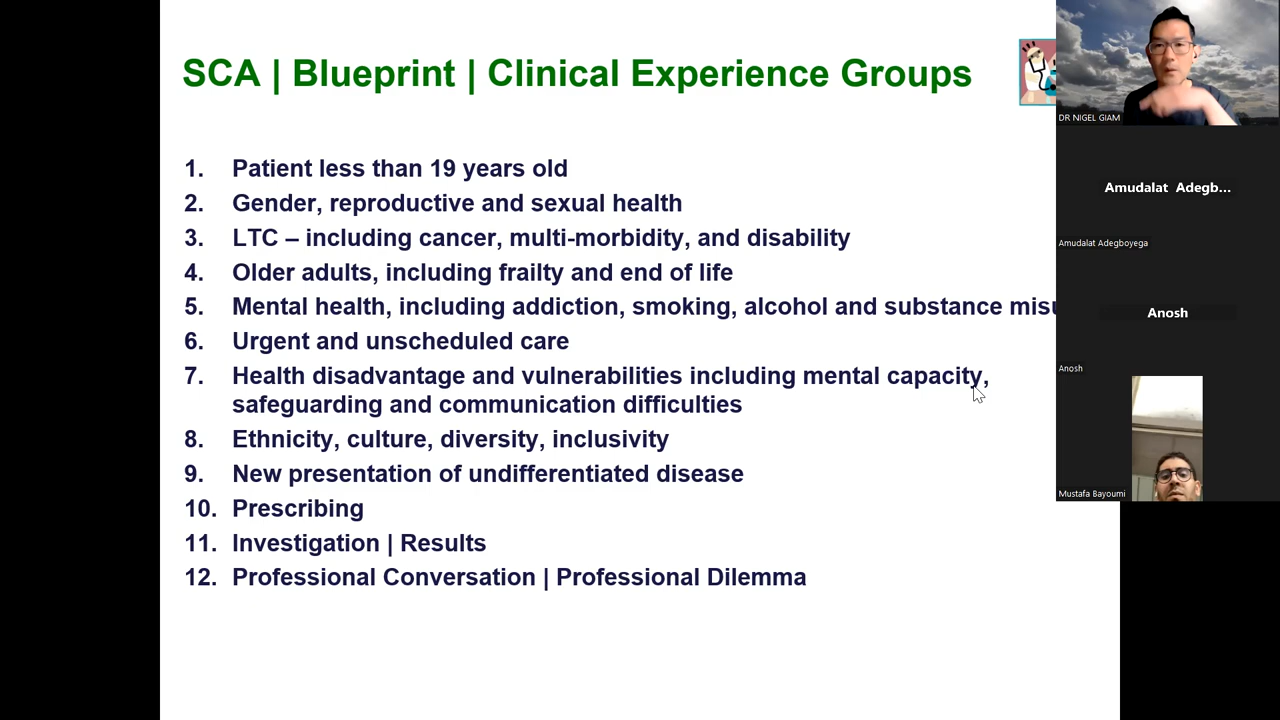 SCA | Blueprint | Clinical Experience Groups
1. Patient less than 19 years old
2. Gender, reproductive and sexual health
3. LTC – including cancer, multi-morbidity, and disability
4. Older adults, including frailty and end of life
5. Mental health, including addiction, smoking, alcohol and substance
6. Urgent and unscheduled care
7. Health disadvantage and vulnerabilities including mental capacity,
safeguarding and communication difficulties
8. Ethnicity, culture, diversity, inclusivity
9. New presentation of undifferentiated disease
10. Prescribing
11. Investigation | Results
12. Professional Conversation | Professional Dilemma
DR NIGEL GIAM
Amudalat Adegb...
Amudalat Adegboyega
Anosh
Anosh
Mustafa Bayoumi